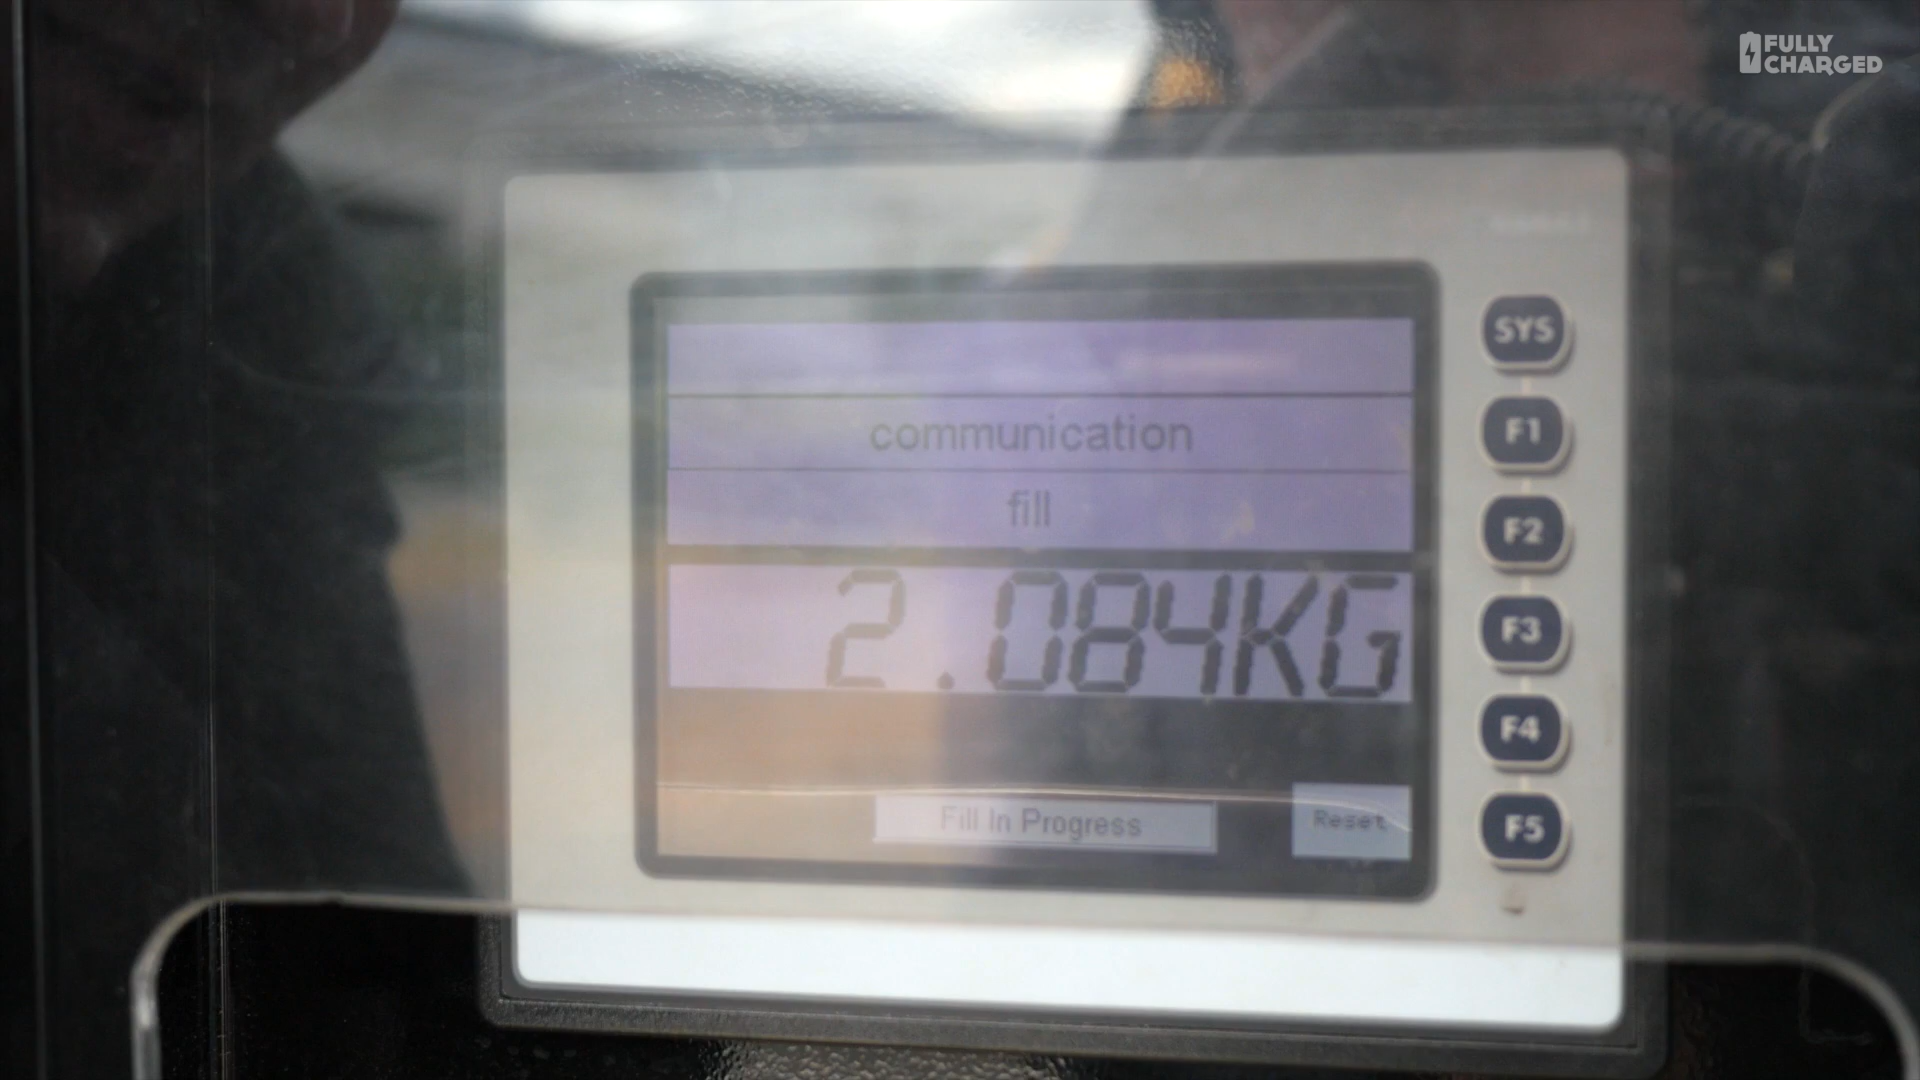 FULLY
CHARGED
SYS
communication
F1
fill
F2
2.084KG
F3
F4
Fill In Progress
Reset
F5